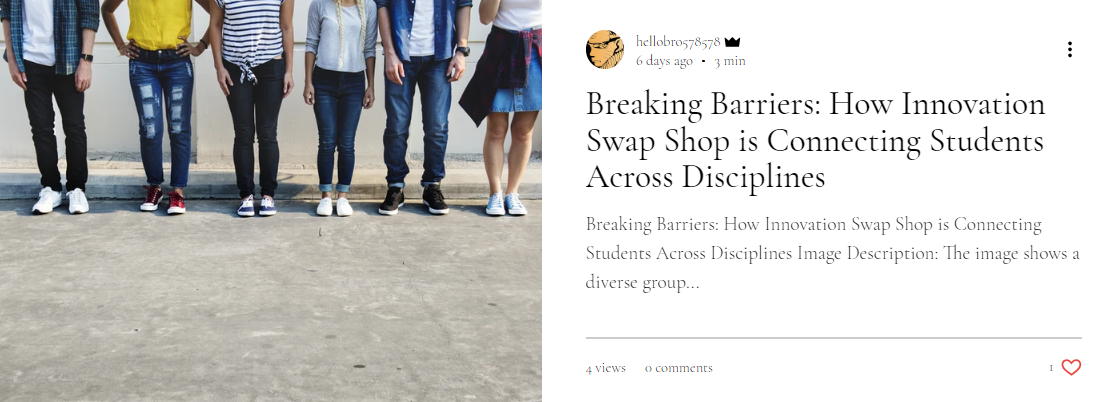 hellobro578578
6 days ago • 3 min
Breaking Barriers: How Innovation
Swap Shop is Connecting Students
Across Disciplines
Breaking Barriers: How Innovation Swap Shop is Connecting
Students Across Disciplines Image Description: The image shows a
diverse group...
4 views 0 comments 1